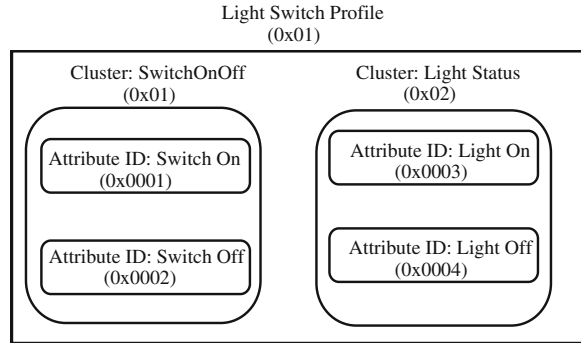 Light Switch Profile
(0x01)
Cluster: SwitchOnOff
(0x01)
Attribute ID: Switch On
(0x0001)
Attribute ID: Switch Off
(0x0002)
Cluster: Light Status
(0x02)
Attribute ID: Light On
(0x0003)
Attribute ID: Light Off
(0x0004)